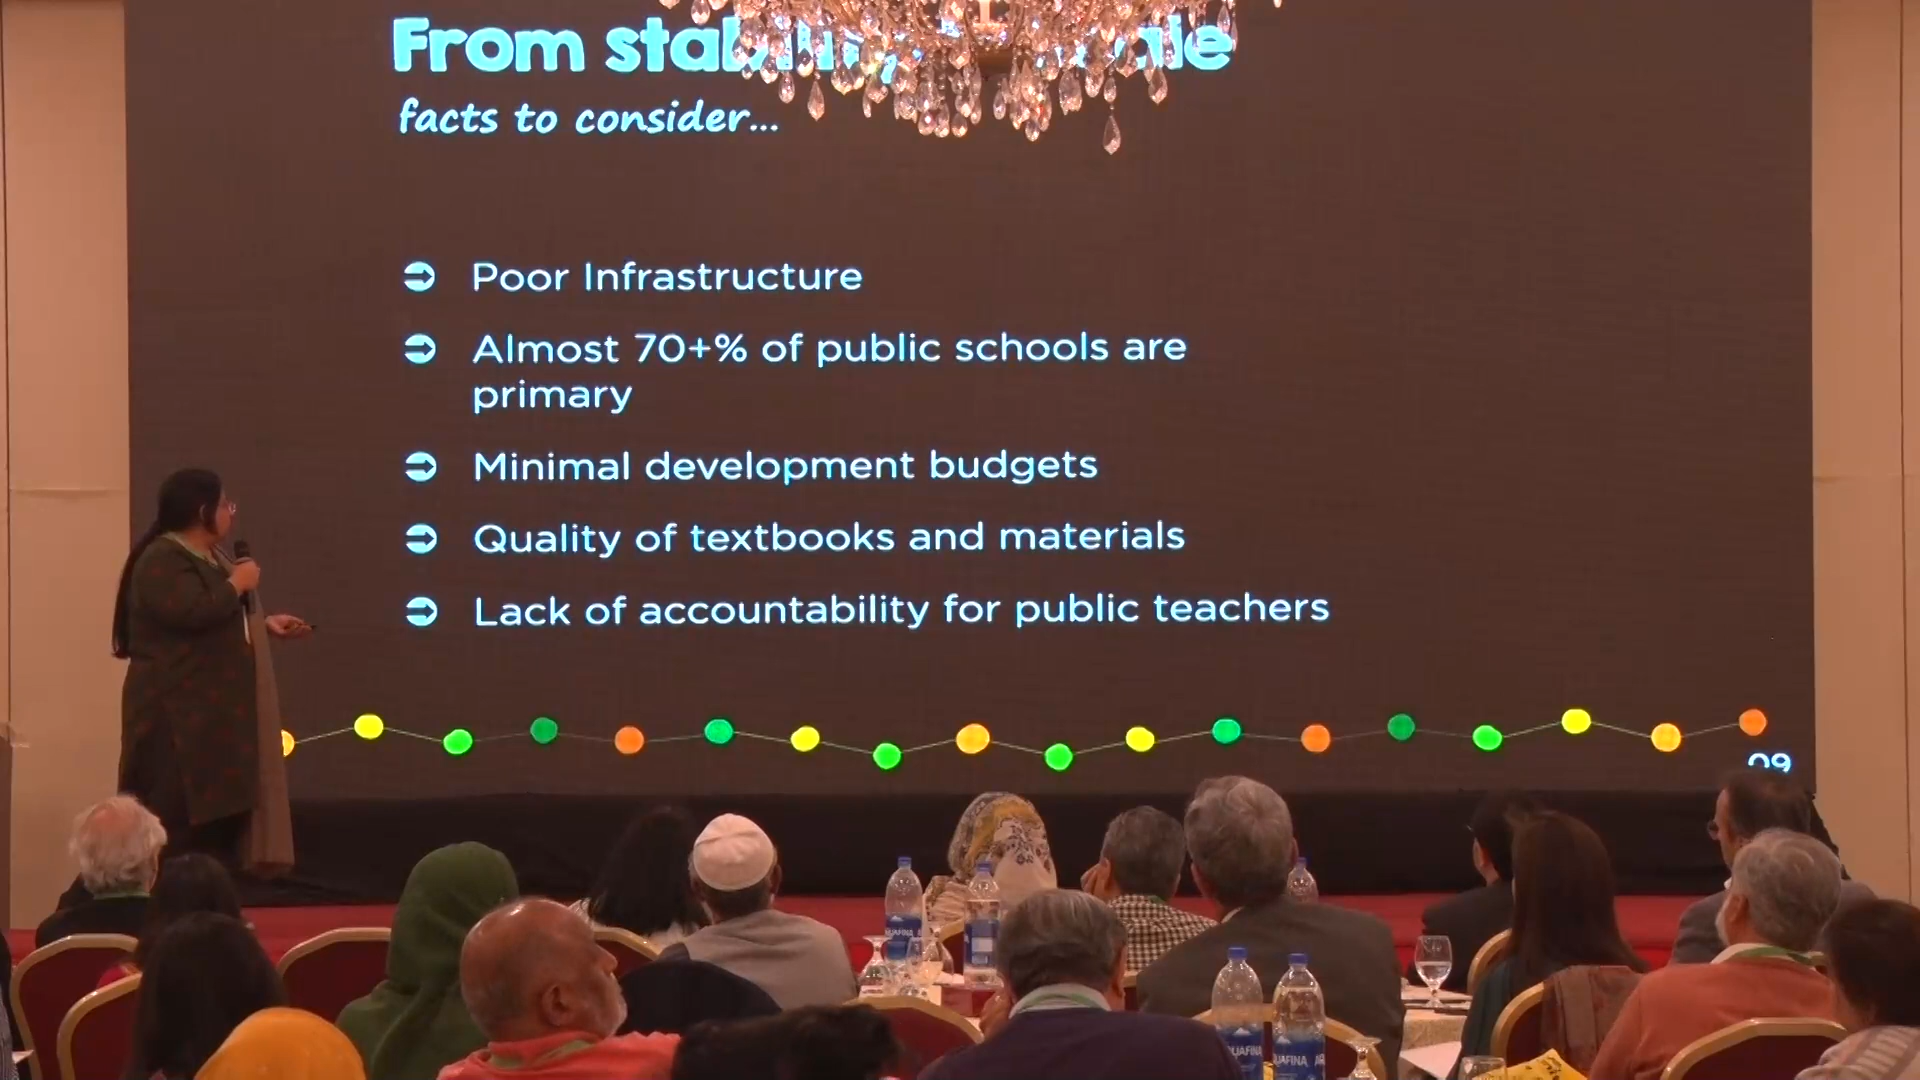 From
facts to consider...
Poor Infrastructure
Almost 70+% of public schools are
primary
Minimal development budgets
Quality of textbooks and materials
Lack of accountability for public teachers
09
AQUAFINA